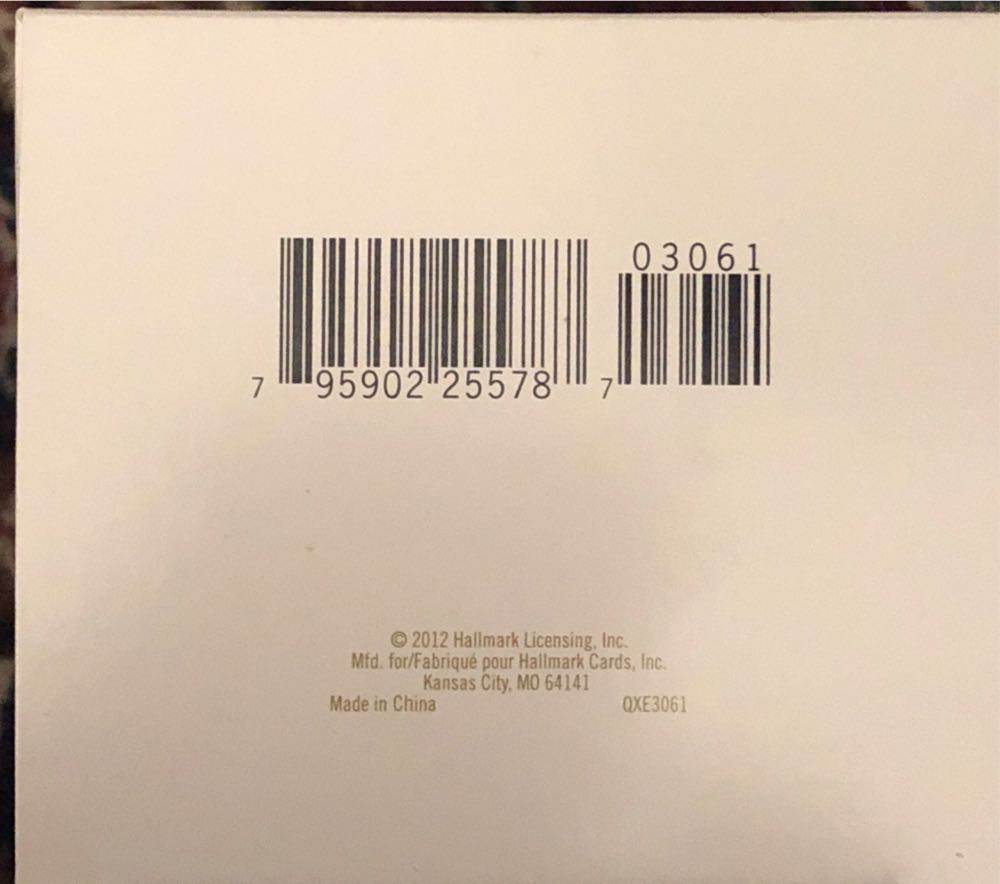 03061
7 95902 25578 7
© 2012 Hallmark Licensing, Inc.
Mfd. for/Fabriqué pour Hallmark Cards, Inc.
Kansas City, MO 64141
Made in China QXE3061